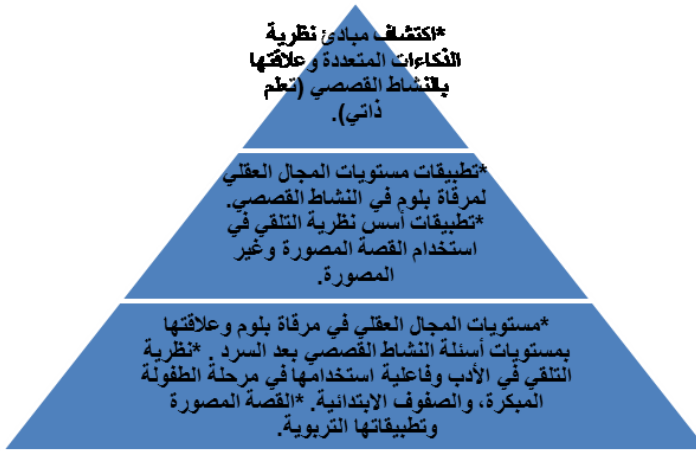 *اكتشاف مبادئ نظرية
الذكاءات المتعددة وعلاقتها
بالنشاط القصصي (تعلم
ذاتي).
*تطبيقات مستويات المجال العقلي
لمرقاة بلوم في النشاط القصصي.
*تطبيقات أسس نظرية التلقي في
استخدام القصة المصورة وغير
المصورة.
*مستويات المجال العقلي في مرقاة بلوم وعلاقتها
بمستويات أسئلة النشاط القصصي بعد السرد . *نظرية
التلقي في الأدب وفاعلية استخدامها في مرحلة الطفولة
المبكرة، والصفوف الابتدائية. *القصة المصورة
وتطبيقاتها التربوية.